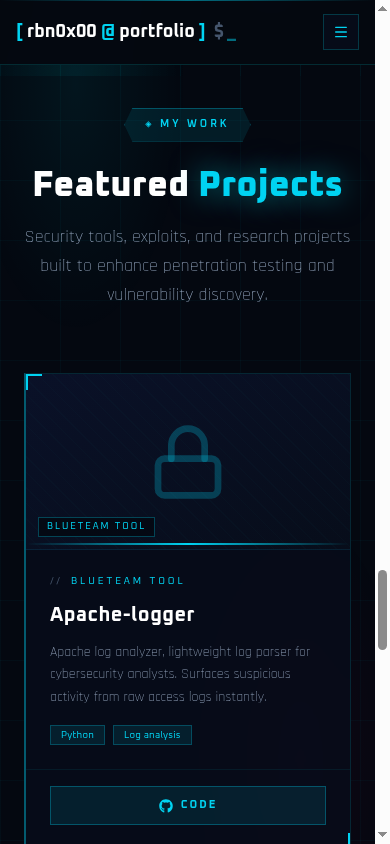 [ rbn0x00 @ portfolio ] $_
◈ MY WORK
Featured Projects
Security tools, exploits, and research projects
built to enhance penetration testing and
vulnerability discovery.
BLUETEAM TOOL
// BLUETEAM TOOL
Apache-logger
Apache log analyzer, lightweight log parser for
cybersecurity analysts. Surfaces suspicious
activity from raw access logs instantly.
Python Log analysis
CODE